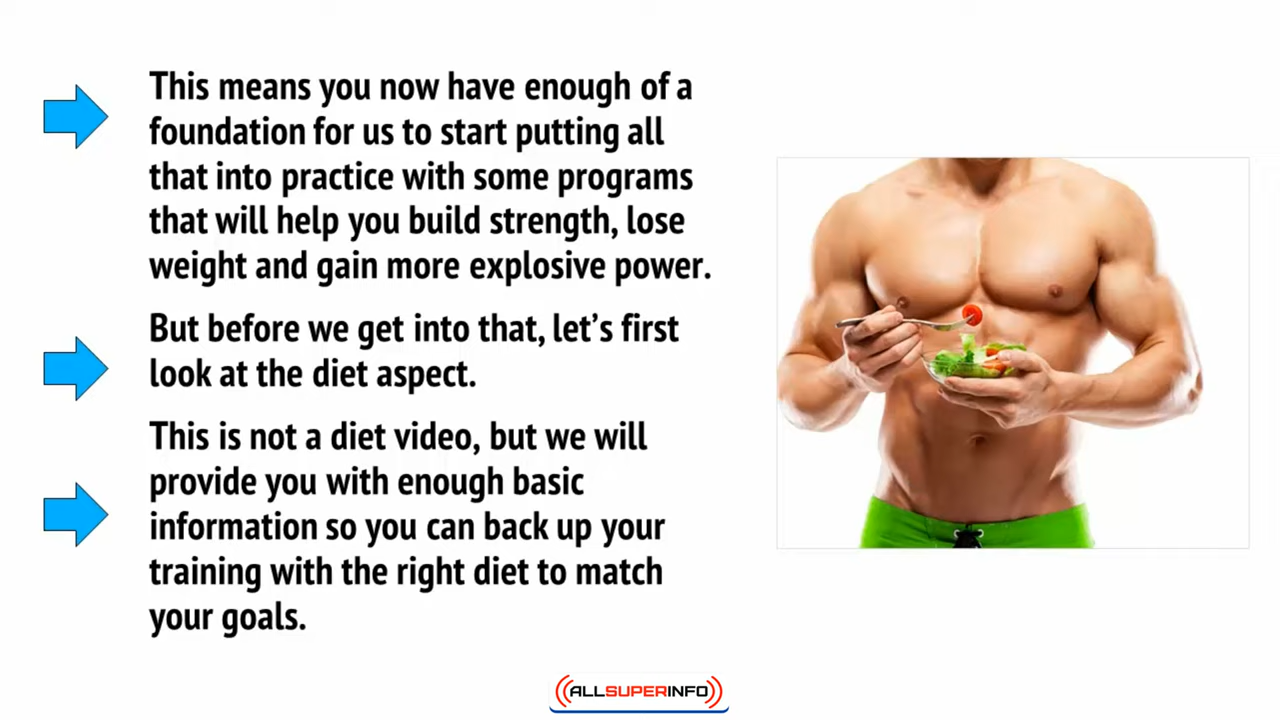 This means you now have enough of a
foundation for us to start putting all
that into practice with some programs
that will help you build strength, lose
weight and gain more explosive power.
But before we get into that, let’s first
look at the diet aspect.
This is not a diet video, but we will
provide you with enough basic
information so you can back up your
training with the right diet to match
your goals.
ALLSUPERINFO